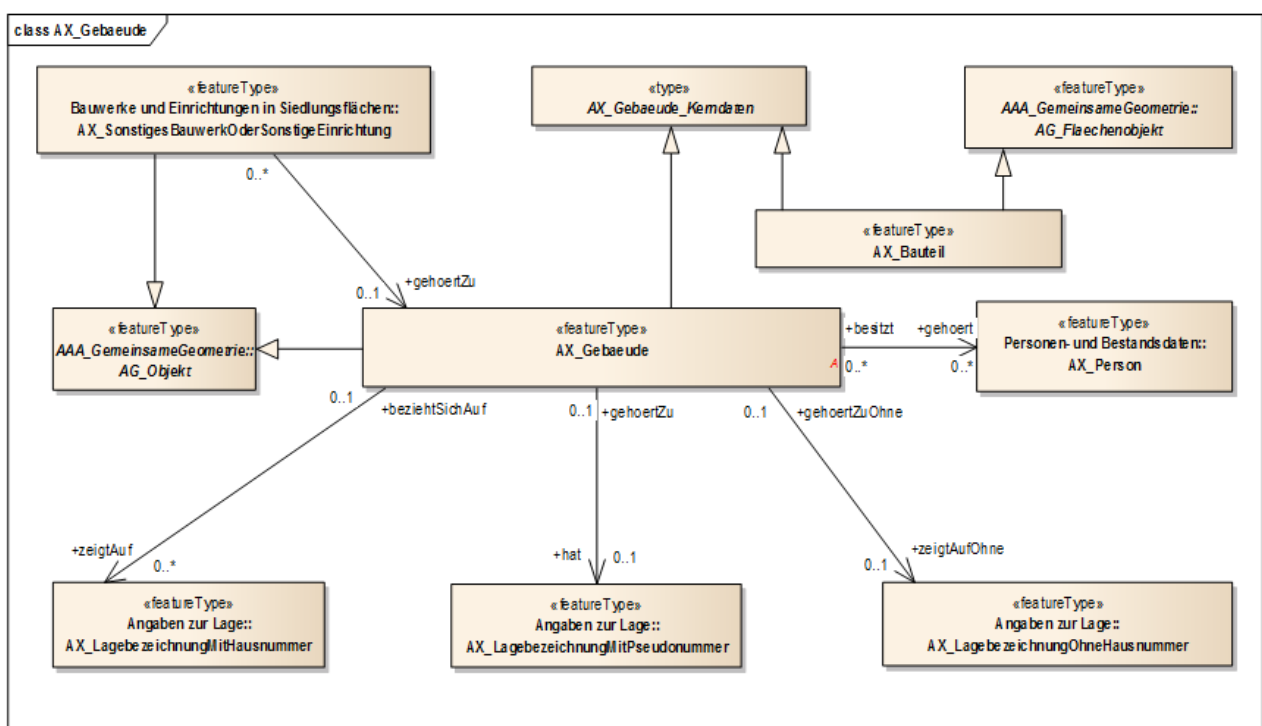 class AX_Gebaeude
«featureType»
Bauwerke und Einrichtungen in Siedlungsflächen::
AX_SonstigesBauwerkOderSonstigeEinrichtung
«type»
AX_Gebaeude_Kerndaten
«featureType»
AAA_GemeinsameGeometrie::
AG_Flaechenobjekt
0..*
«featureType»
AX_Bauteil
+gehoertZu
0..1
«featureType»
AAA_GemeinsameGeometrie::
AG_Objekt
«featureType»
AX_Gebaeude
A
+besitzt
0..*
+gehoert
0..*
«featureType»
Personen- und Bestandsdaten::
AX_Person
0..1
+beziehtSichAuf
0..1
+gehoertZu
0..1
+gehoertZuOhne
+zeigtAuf
0..*
+hat
0..1
+zeigtAufOhne
0..1
«featureType»
Angaben zur Lage::
AX_LagebezeichnungMitHausnummer
«featureType»
Angaben zur Lage::
AX_LagebezeichnungMitPseudonummer
«featureType»
Angaben zur Lage::
AX_LagebezeichnungOhneHausnummer